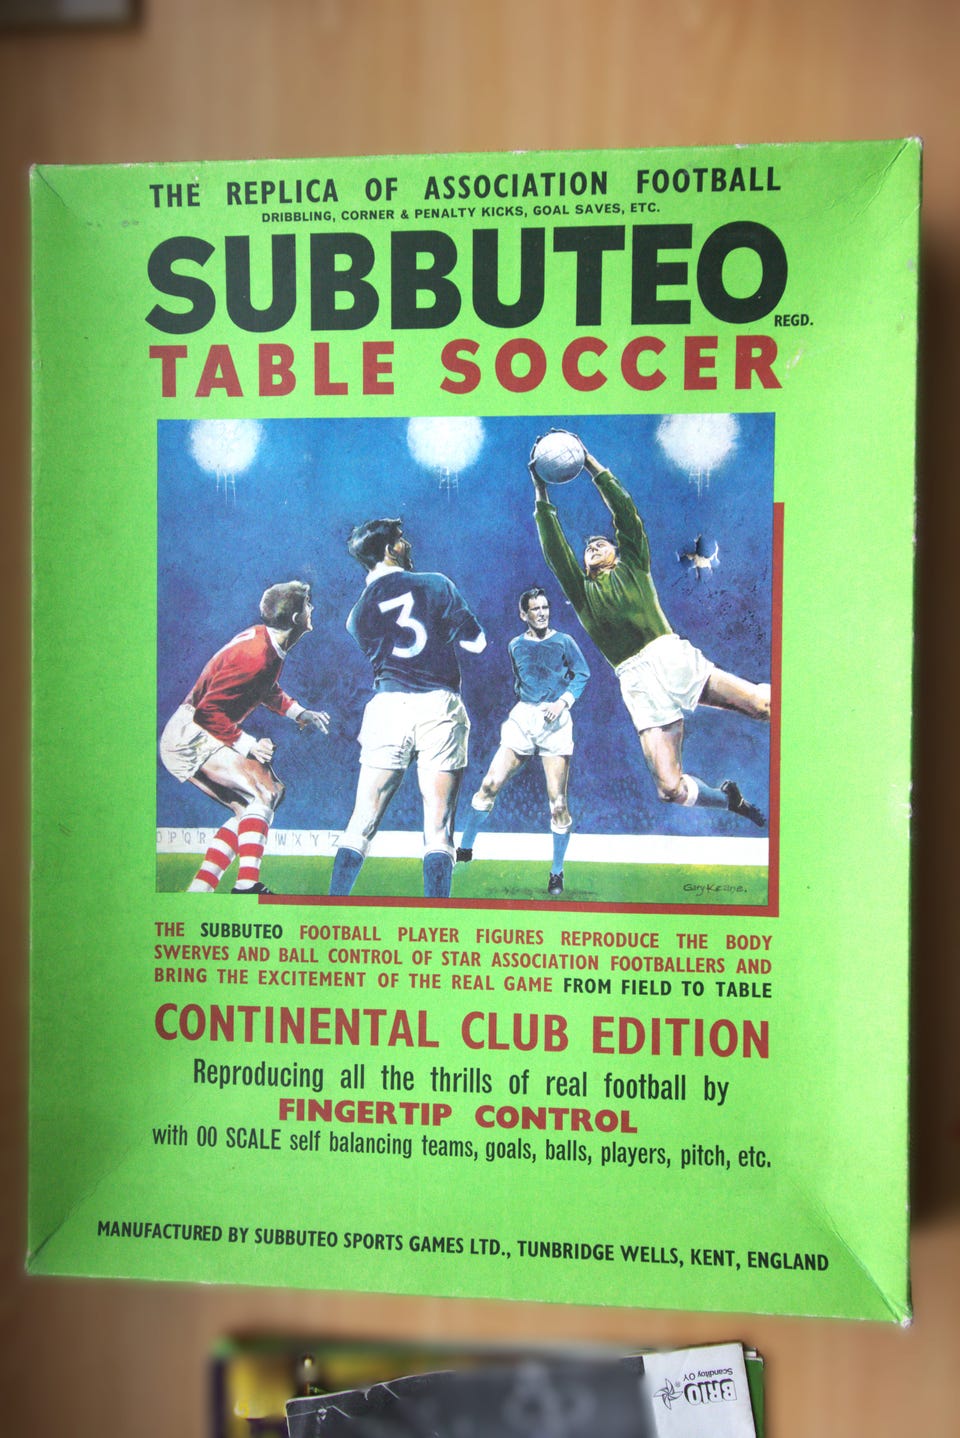 THE REPLICA OF ASSOCIATION FOOTBALL
DRIBBLING, CORNER & PENALTY KICKS, GOAL SAVES, ETC.
SUBBUTEO
REGD.
TABLE SOCCER
3
O P Q R W X Y Z
Gary Keane.
THE SUBBUTEO FOOTBALL PLAYER FIGURES REPRODUCE THE BODY
SWERVES AND BALL CONTROL OF STAR ASSOCIATION FOOTBALLERS AND
BRING THE EXCITEMENT OF THE REAL GAME FROM FIELD TO TABLE
CONTINENTAL CLUB EDITION
Reproducing all the thrills of real football by
FINGERTIP CONTROL
with 00 SCALE self balancing teams, goals, balls, players, pitch, etc.
MANUFACTURED BY SUBBUTEO SPORTS GAMES LTD., TUNBRIDGE WELLS, KENT, ENGLAND
BRIO®
Scanditoy OY